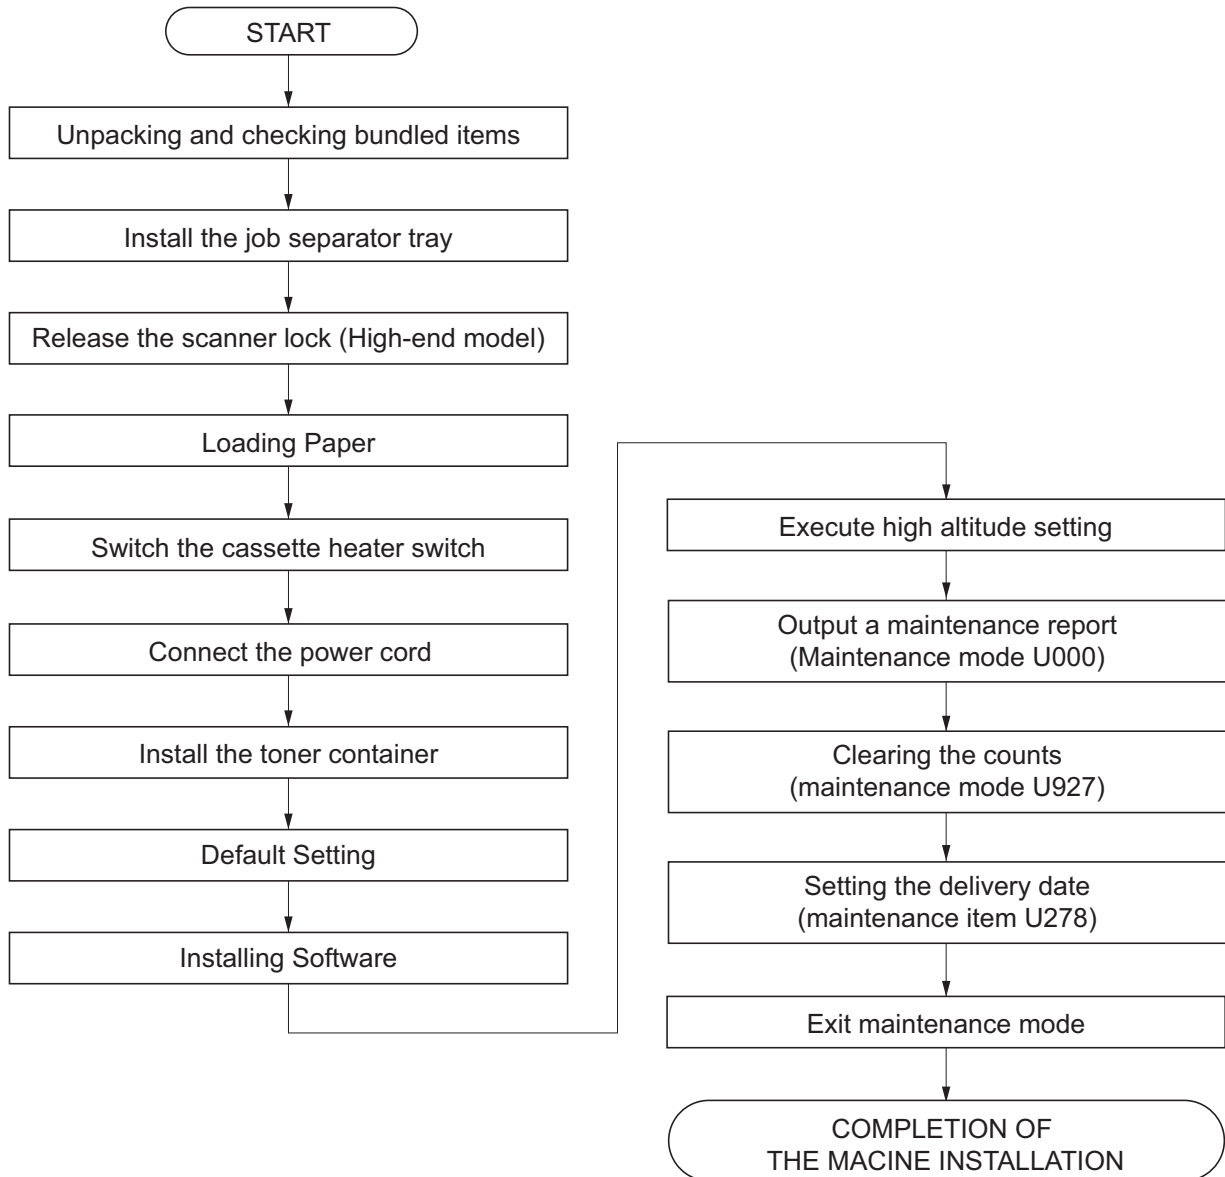 START
Unpacking and checking bundled items
Install the job separator tray
Release the scanner lock (High-end model)
Loading Paper
Switch the cassette heater switch
Connect the power cord
Install the toner container
Default Setting
Installing Software
Execute high altitude setting
Output a maintenance report
(Maintenance mode U000)
Clearing the counts
(maintenance mode U927)
Setting the delivery date
(maintenance item U278)
Exit maintenance mode
COMPLETION OF
THE MACINE INSTALLATION